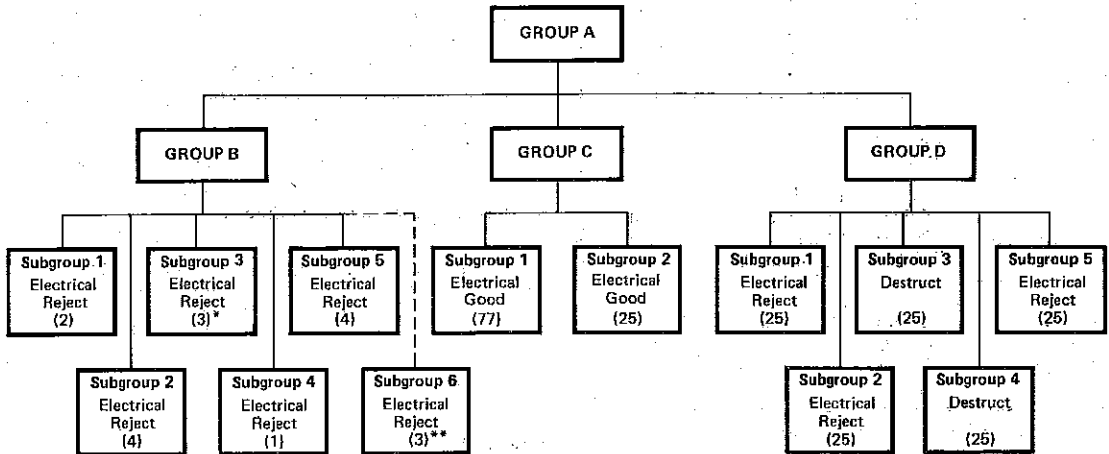 GROUP A
GROUP B
GROUP C
GROUP D
Subgroup 1
Electrical
Reject
(2)
Subgroup 3
Electrical
Reject
(3)*
Subgroup 5
Electrical
Reject
(4)
Subgroup 1
Electrical
Good
(77)
Subgroup 2
Electrical
Good
(25)
Subgroup 1
Electrical
Reject
(25)
Subgroup 3
Destruct
(25)
Subgroup 5
Electrical
Reject
(25)
Subgroup 2
Electrical
Reject
(4)
Subgroup 4
Electrical
Reject
(1)
Subgroup 6
Electrical
Reject
(3)**
Subgroup 2
Electrical
Reject
(25)
Subgroup 4
Destruct
(25)